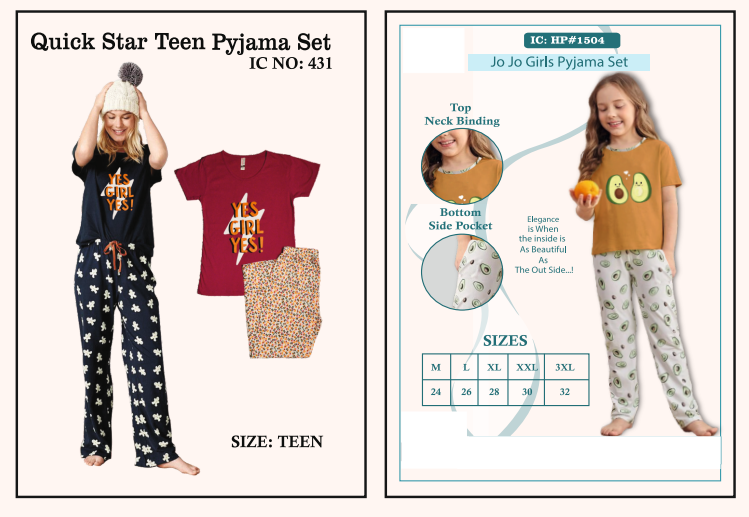 Quick Star Teen Pyjama Set
IC NO: 431
YES
GIRL
YES!
YES
GIRL
YES!
SIZE: TEEN
IC: HP#1504
Jo Jo Girls Pyjama Set
Top
Neck Binding
Bottom
Side Pocket
Elegance
is When
the inside is
As Beautiful
As
The Out Side...!
SIZES
M L XL XXL 3XL
24 26 28 30 32